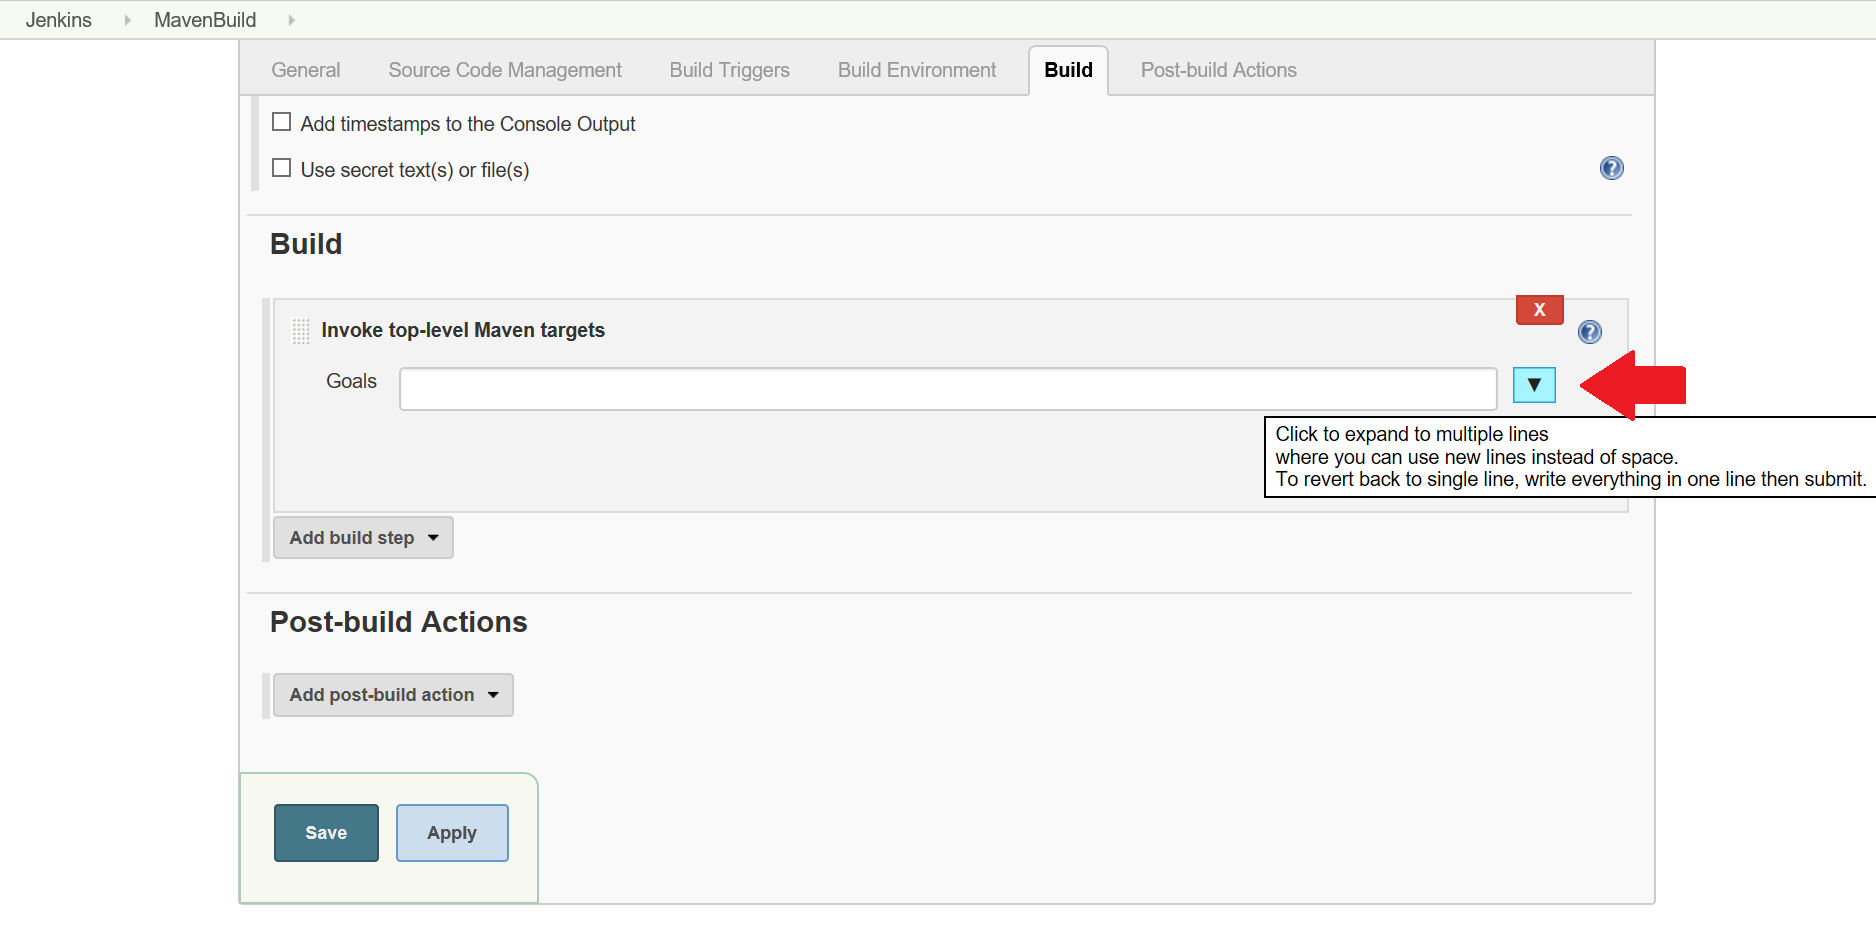 Jenkins MavenBuild
General Source Code Management Build Triggers Build Environment Build Post-build Actions
Add timestamps to the Console Output
Use secret text(s) or file(s)
?
Build
X
Invoke top-level Maven targets
?
Goals
Click to expand to multiple lines
where you can use new lines instead of space.
To revert back to single line, write everything in one line then submit.
Add build step
Post-build Actions
Add post-build action
Save Apply